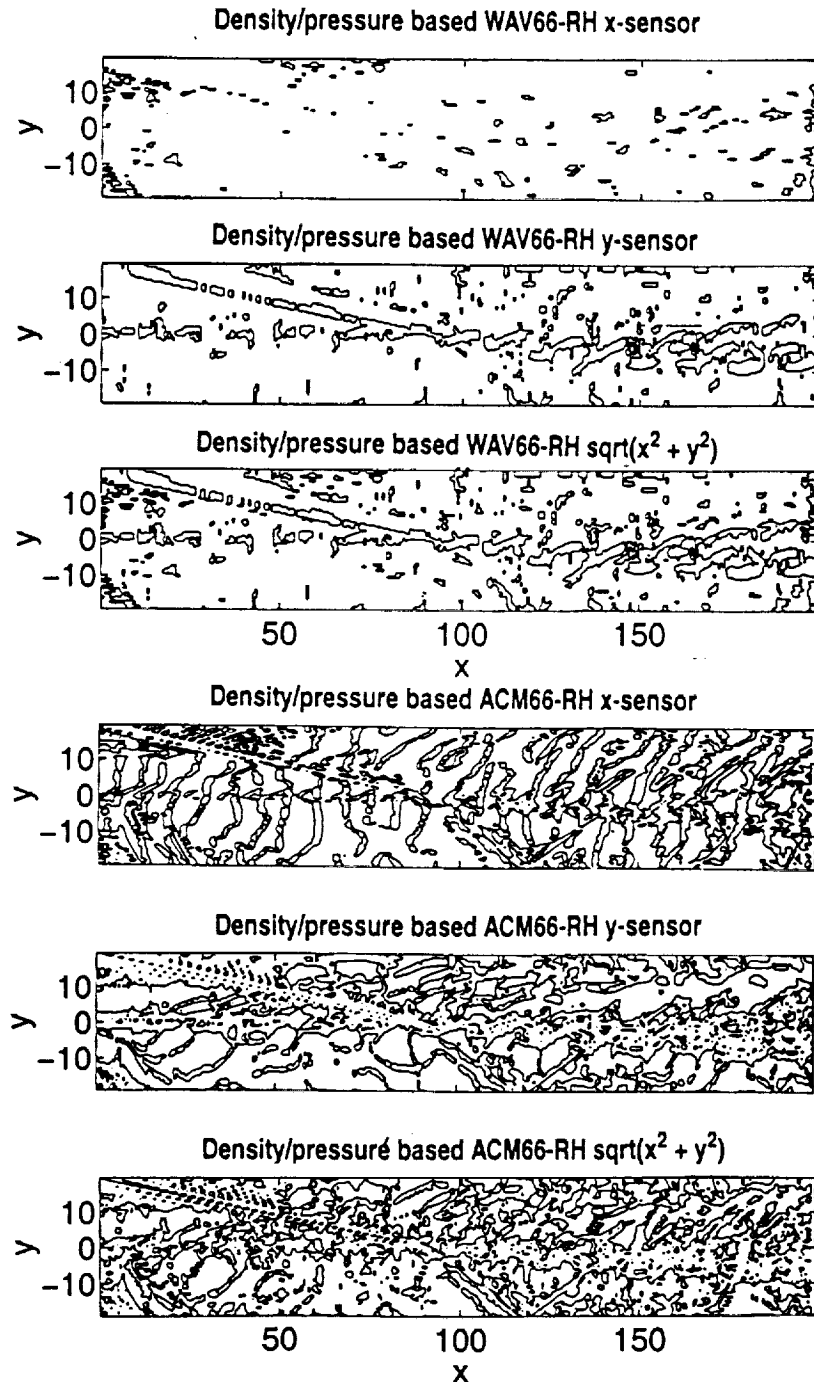 Density/pressure based WAV66-RH x-sensor
10
0
-10
y
Density/pressure based WAV66-RH y-sensor
10
0
-10
y
Density/pressure based WAV66-RH sqrt(x² + y²)
10
0
-10
y
50 100 150
x
Density/pressure based ACM66-RH x-sensor
10
0
-10
y
Density/pressure based ACM66-RH y-sensor
10
0
-10
y
Density/pressure based ACM66-RH sqrt(x² + y²)
10
0
-10
y
50 100 150
x